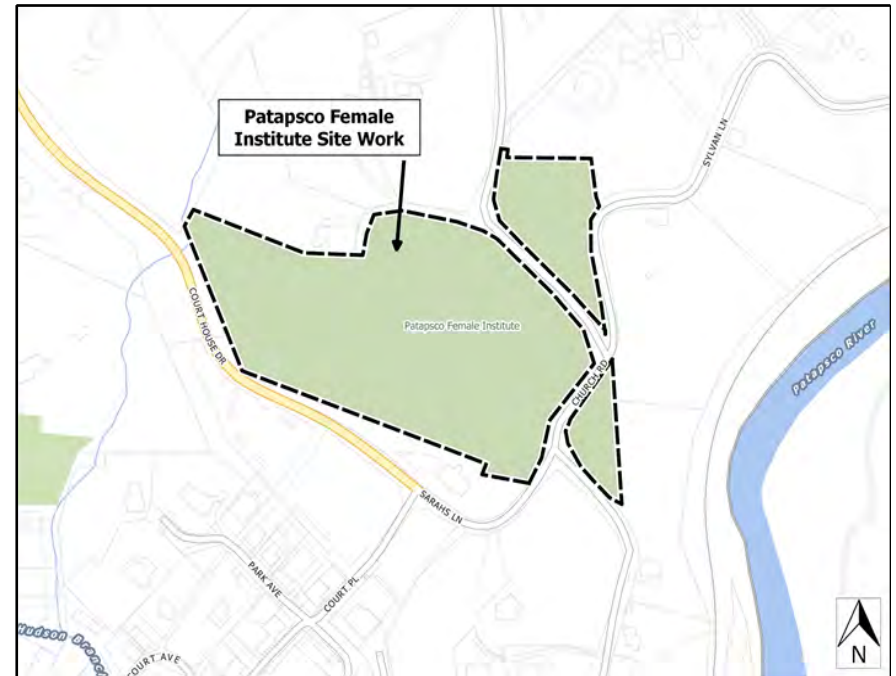 Patapsco Female
Institute Site Work
SYLVAN LN
COURT HOUSE DR
Patapsco Female Institute
Patapsco River
CHURCH RD
SARAHS LN
PARK AVE
COURT PL
Hudson Branch
COURT AVE
N